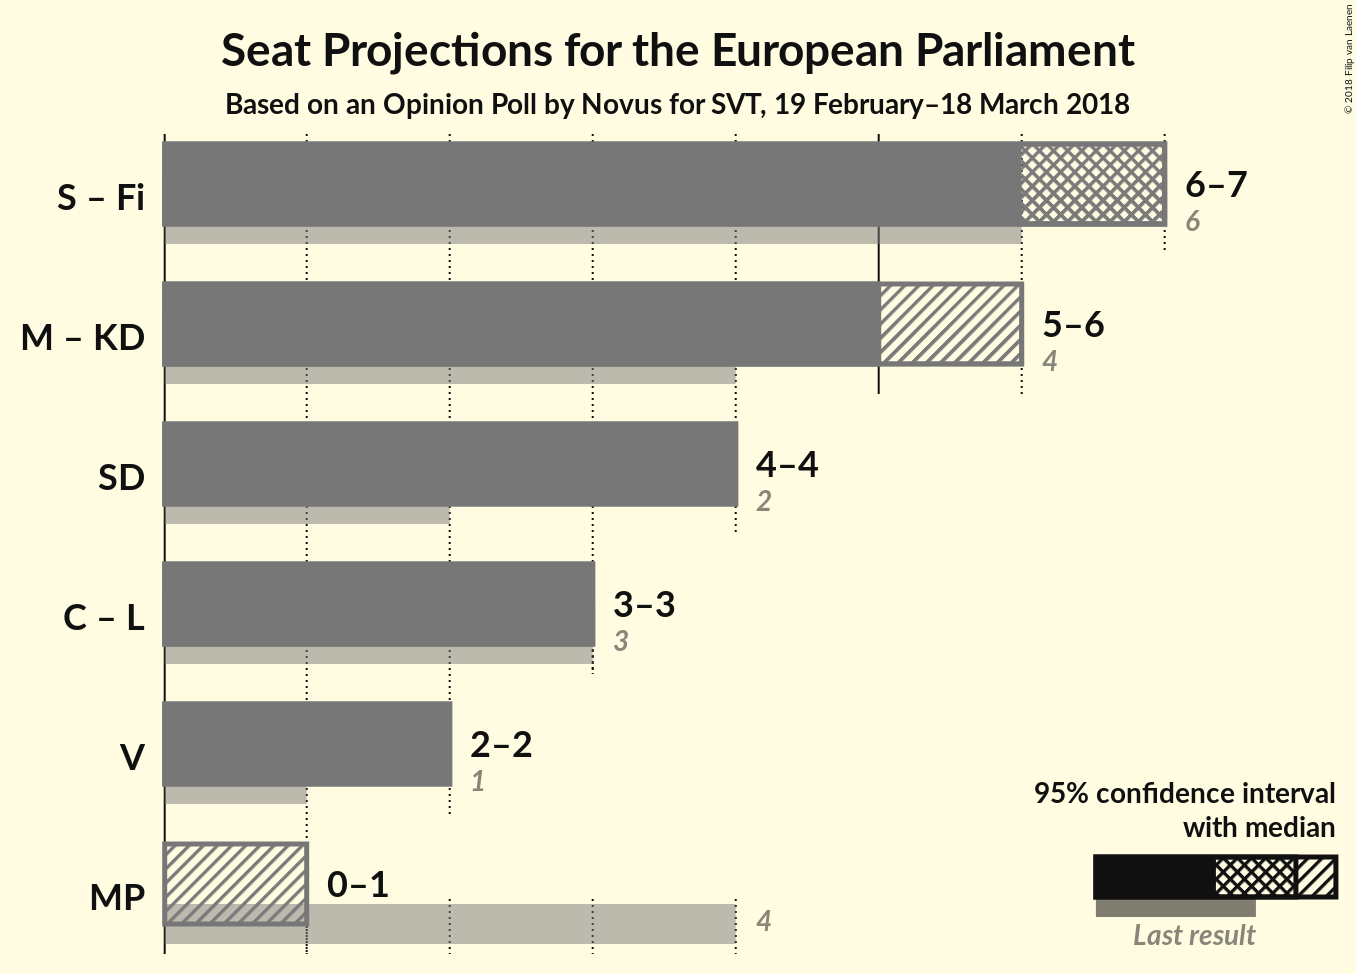 Seat Projections for the European Parliament
Based on an Opinion Poll by Novus for SVT, 19 February–18 March 2018
© 2018 Filip van Laenen
S – Fi
6–7
6
M – KD
5–6
4
SD
4–4
2
C – L
3–3
3
V
2–2
1
MP
0–1
4
95% confidence interval
with median
Last result